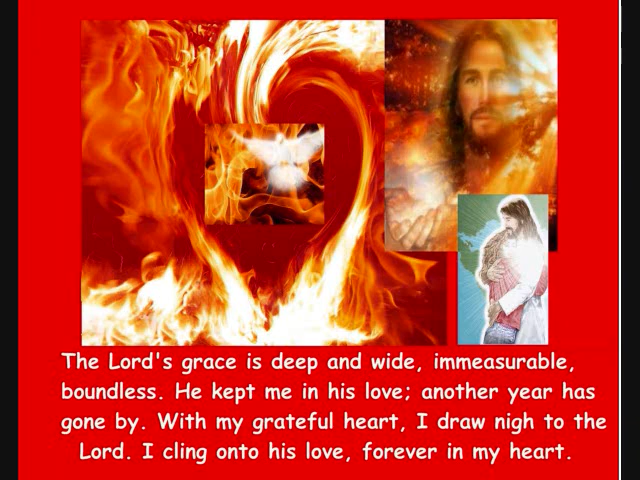 The Lord's grace is deep and wide, immeasurable,
boundless. He kept me in his love; another year has
gone by. With my grateful heart, I draw nigh to the
Lord. I cling onto his love, forever in my heart.